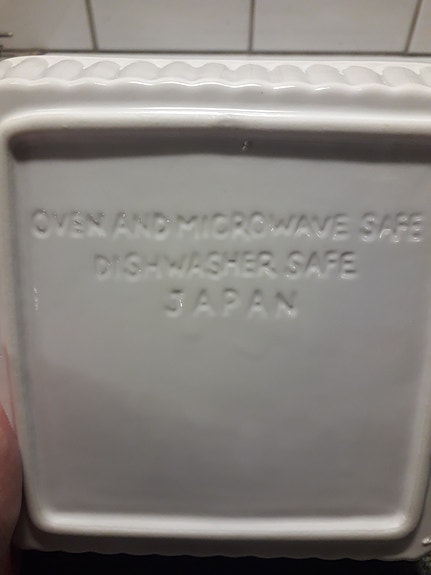 OVEN AND MICROWAVE SAFE
DISHWASHER SAFE
JAPAN